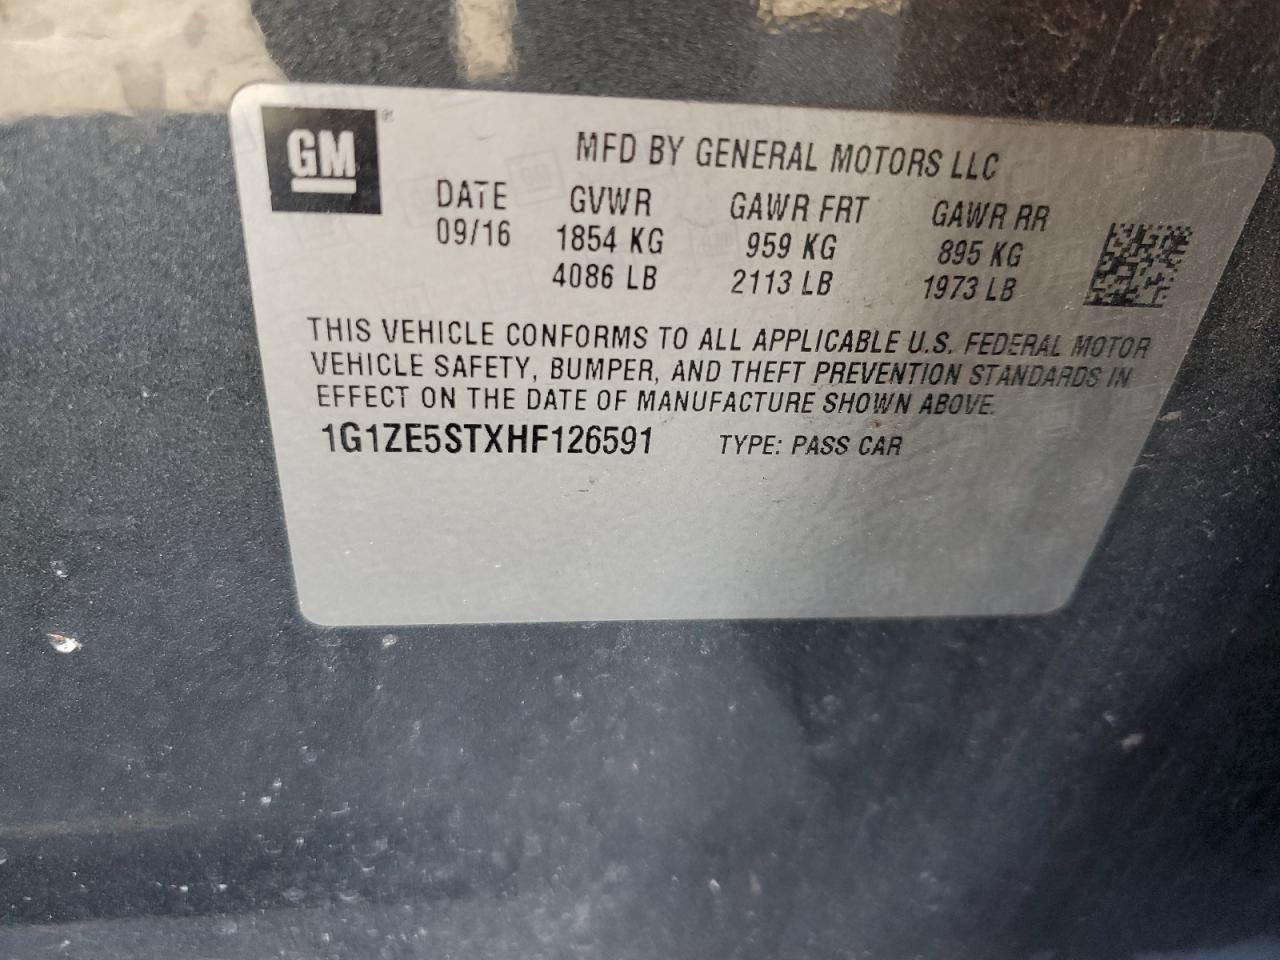 GM ®
MFD BY GENERAL MOTORS LLC
DATE GVWR GAWR FRT GAWR RR
09/16 1854 KG 959 KG 895 KG
4086 LB 2113 LB 1973 LB
THIS VEHICLE CONFORMS TO ALL APPLICABLE U.S. FEDERAL MOTOR
VEHICLE SAFETY, BUMPER, AND THEFT PREVENTION STANDARDS IN
EFFECT ON THE DATE OF MANUFACTURE SHOWN ABOVE.
1G1ZE5STXHF126591 TYPE: PASS CAR